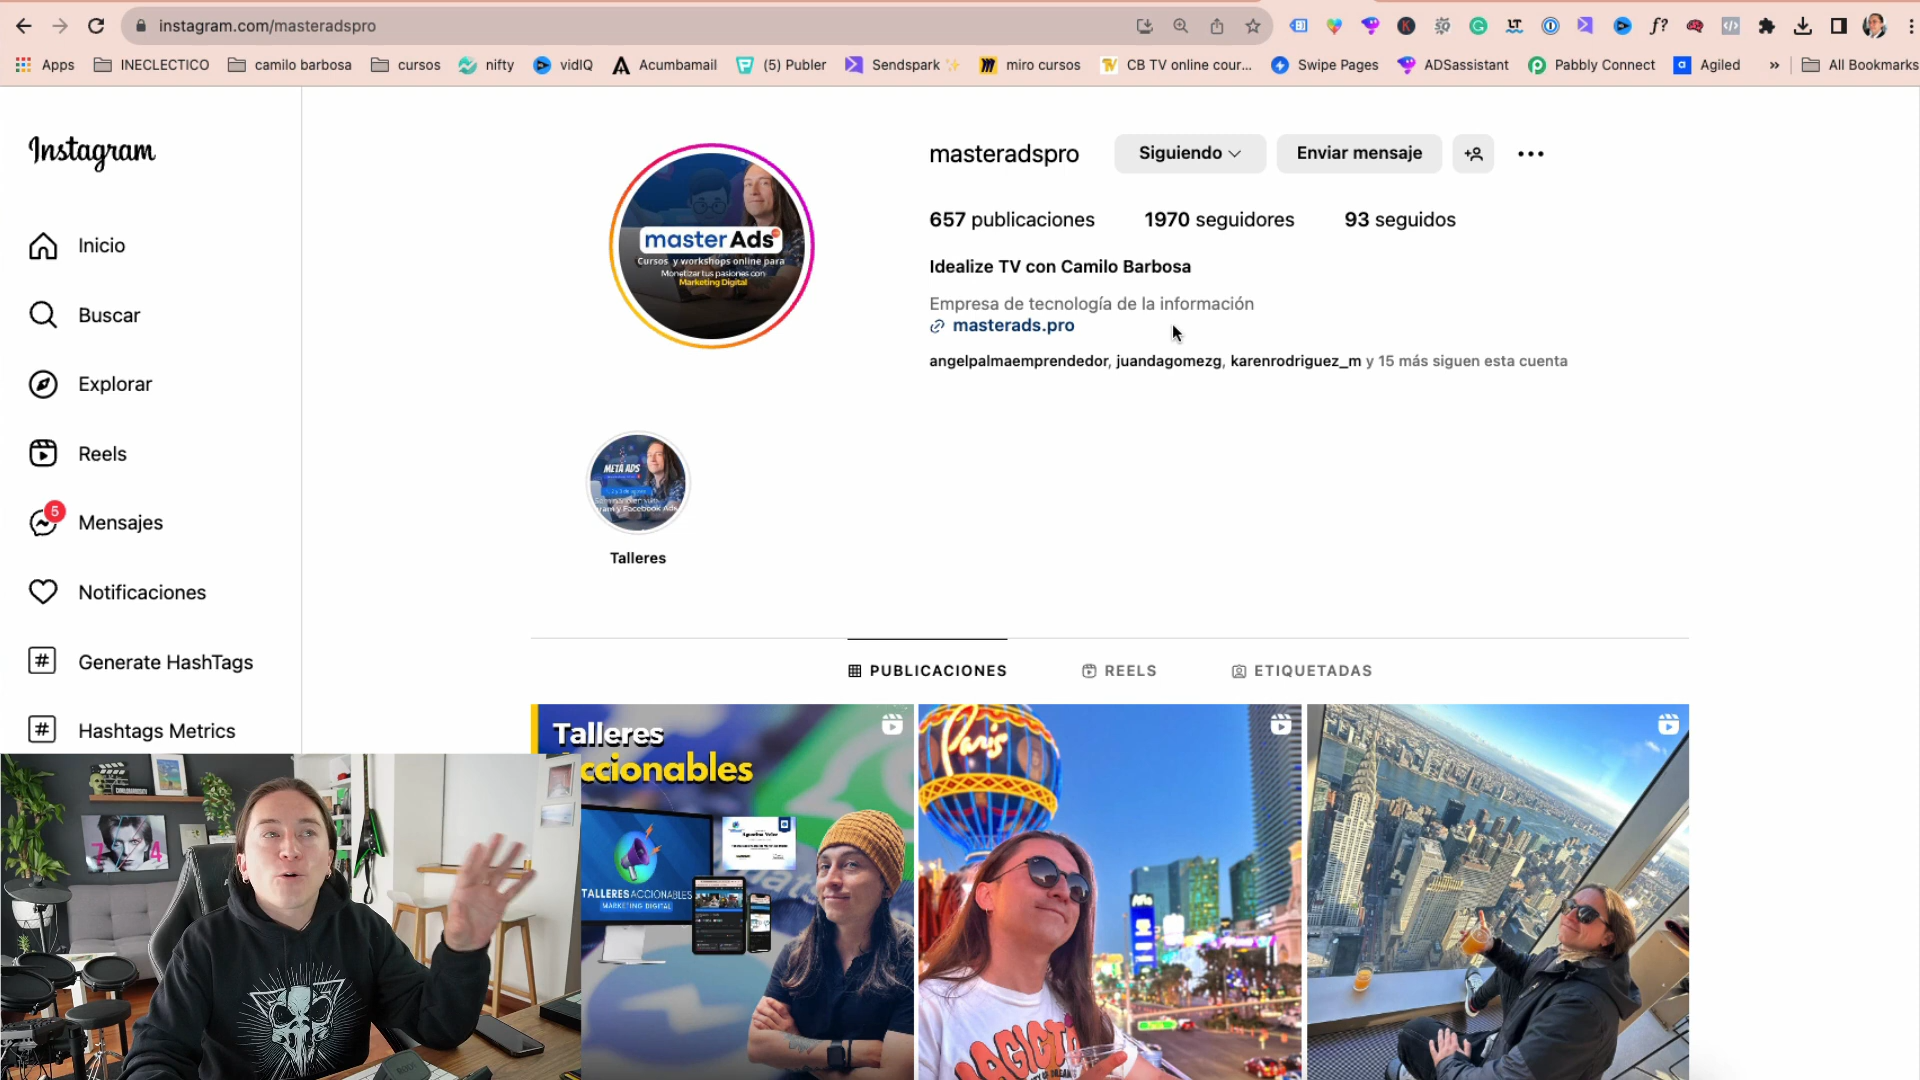 instagram.com/masteradspro
Apps
INECLECTICO
camilo barbosa
cursos
nifty
vidIQ
Acumbamail
(5) Publer
Sendspark ✨
miro cursos
CB TV online cour...
Swipe Pages
ADSassistant
Pabbly Connect
Agiled
»
All Bookmarks
Instagram
Inicio
Buscar
Explorar
Reels
5
Mensajes
Notificaciones
# Generate HashTags
# Hashtags Metrics
master Ads
Cursos y workshops online para
Monetizar tus pasiones con
Marketing Digital
masteradspro
Siguiendo
Enviar mensaje
657 publicaciones
1970 seguidores
93 seguidos
Idealize TV con Camilo Barbosa
Empresa de tecnología de la información
masterads.pro
angelpalmaemprendedor, juandagomezg, karenrodriguez_m y 15 más siguen esta cuenta
META ADS
Talleres
PUBLICACIONES
REELS
ETIQUETADAS
Talleres
ccionables
TALLERES ACCIONABLES
MARKETING DIGITAL
Paris